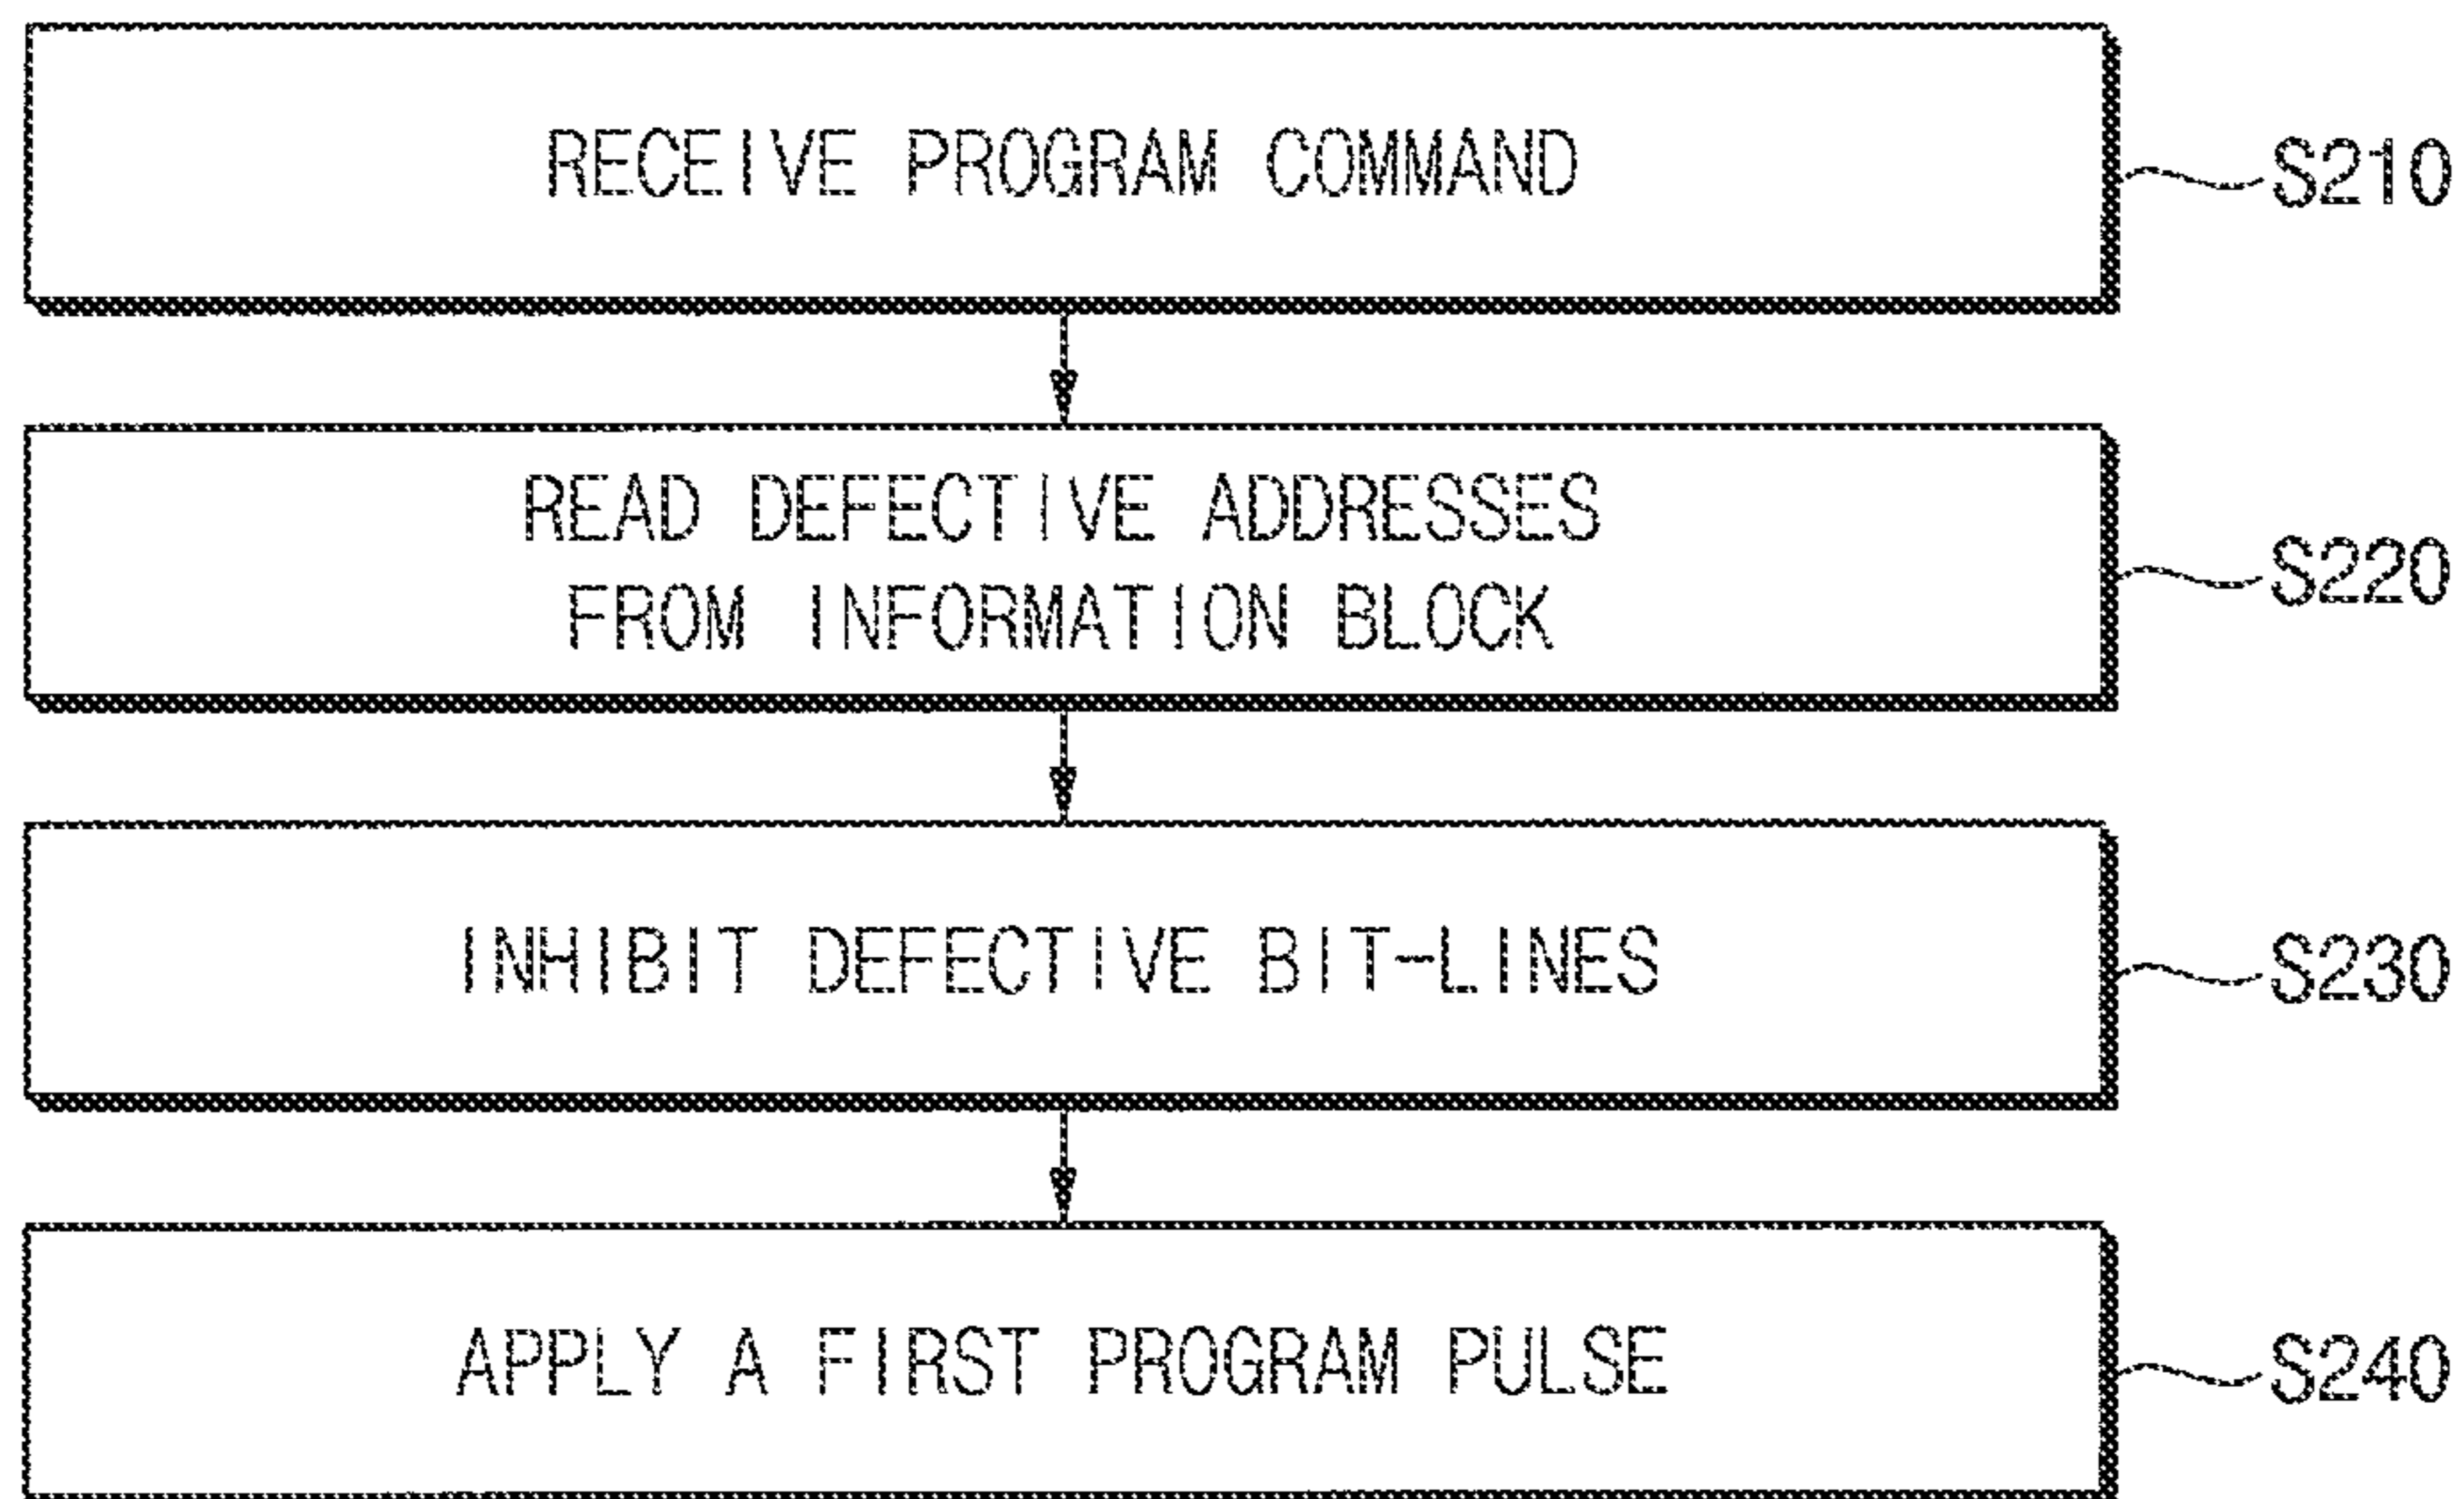 RECEIVE PROGRAM COMMAND
S210
READ DEFECTIVE ADDRESSES
FROM INFORMATION BLOCK
S220
INHIBIT DEFECTIVE BIT-LINES
S230
APPLY A FIRST PROGRAM PULSE
S240